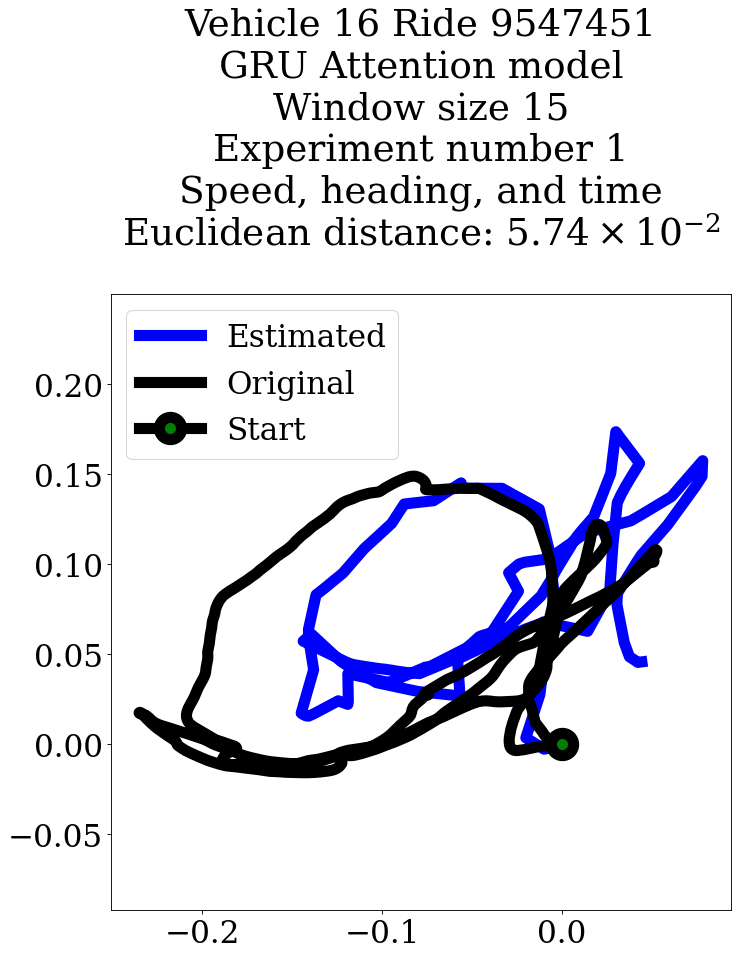 Vehicle 16 Ride 9547451
GRU Attention model
Window size 15
Experiment number 1
Speed, heading, and time
Euclidean distance: 5.74 × 10⁻²
Estimated
Original
Start
0.20
0.15
0.10
0.05
0.00
−0.05
−0.2
−0.1
0.0